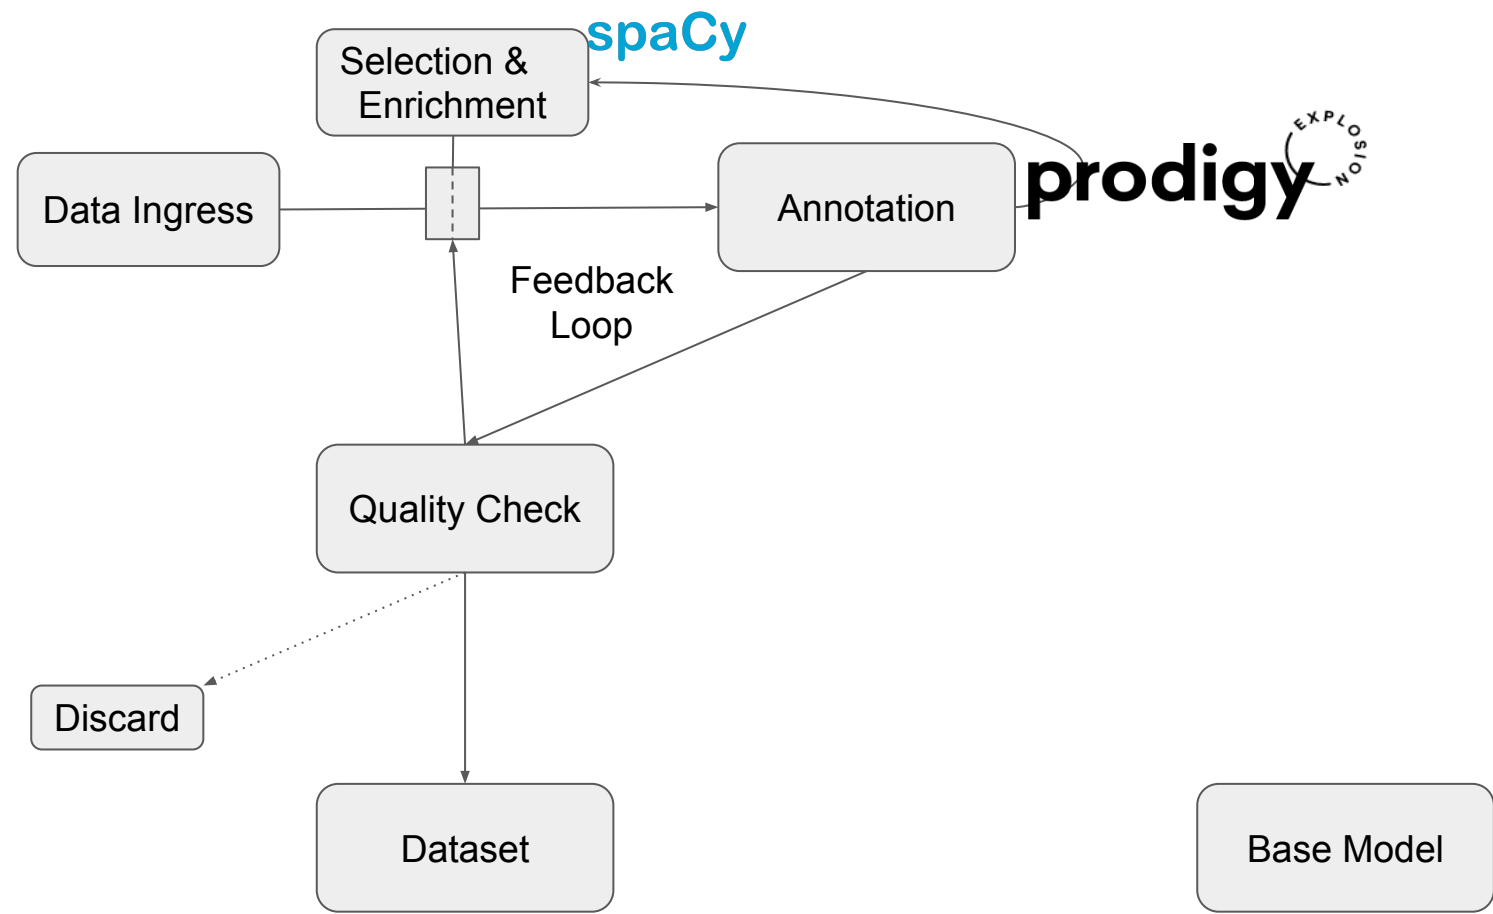 spaCy
Selection &
Enrichment
EXPLOSION
prodigy
Data Ingress
Annotation
Feedback
Loop
Quality Check
Discard
Dataset
Base Model